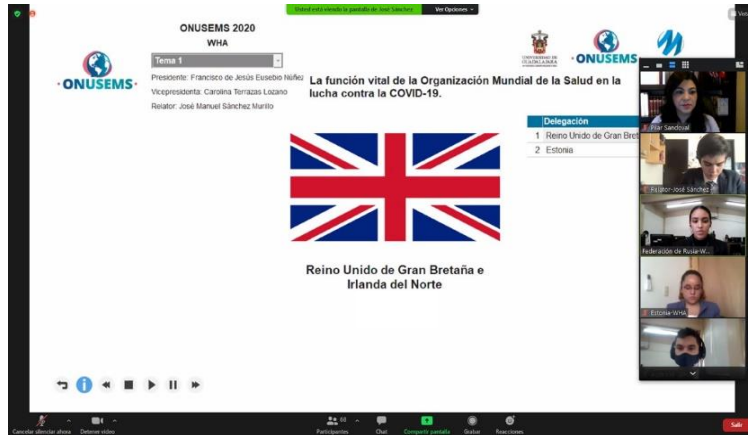 Usted está viendo la pantalla de José Sánchez
Ver Opciones
ONUSEMS 2020
WHA
Tema 1
Presidente: Francisco de Jesús Eusebio Núñez
Vicepresidenta: Carolina Terrazas Lozano
Relator: José Manuel Sánchez Murillo
· ONUSEMS ·
UNIVERSIDAD DE
GUADALAJARA
· ONUSEMS
La función vital de la Organización Mundial de la Salud en la
lucha contra la COVID-19.
Delegación
1 Reino Unido de Gran Bret
2 Estonia
Reino Unido de Gran Bretaña e
Irlanda del Norte
Pilar Sandoval
Relator-José Sánchez
Federación de Rusia-W...
Estonia-WHA
Cancelar silenciar ahora
Detener video
Participantes
Chat
Compartir pantalla
Grabar
Reacciones
Salir